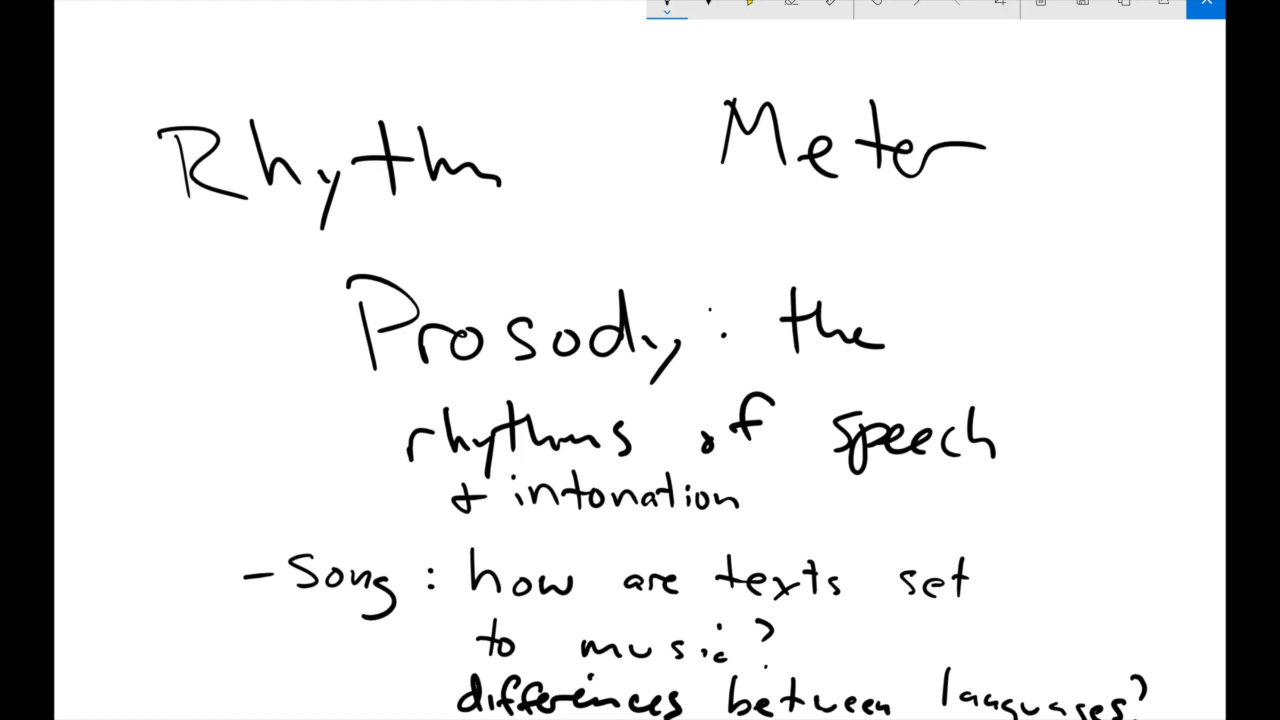 Rhythm Meter
Prosody: the
rhythms of speech
+ intonation
- Song: how are texts set
to music?
differences between languages?